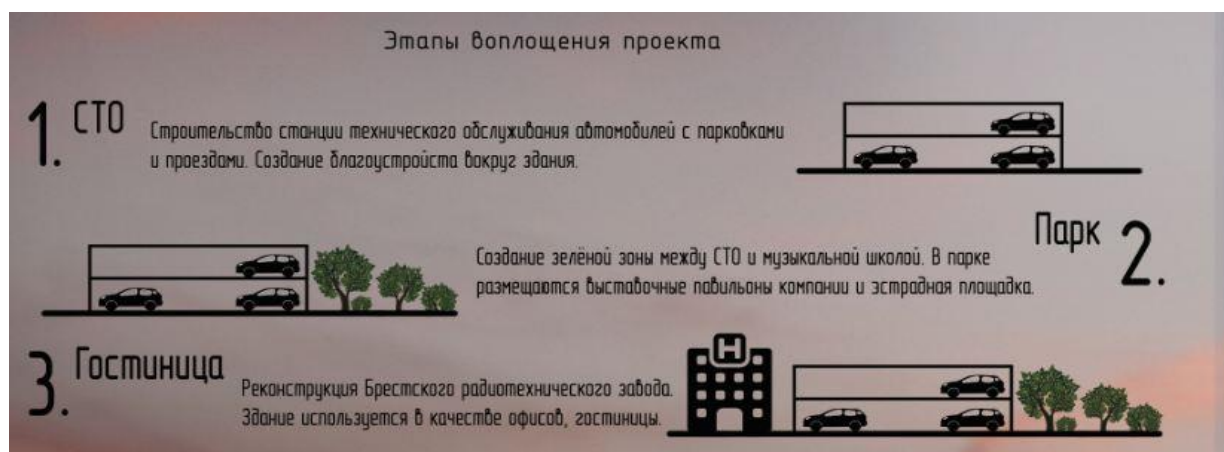 Этапы воплощения проекта
1. СТО
Строительство станции технического обслуживания автомобилей с парковками
и проездами. Создание благоустройста вокруг здания.
Парк 2.
Создание зелёной зоны между СТО и музыкальной школой. В парке
размещаются выставочные павильоны компании и эстрадная площадка.
3. Гостиница
Реконструкция Брестского радиотехнического завода.
Здание используется в качестве офисов, гостиницы.
H